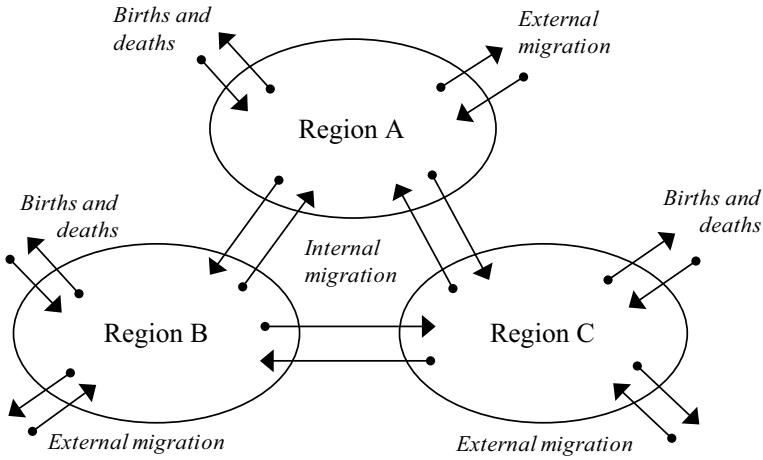 Births and
deaths
External
migration
Region A
Births and
deaths
Internal
migration
Births and
deaths
Region B
Region C
External migration
External migration